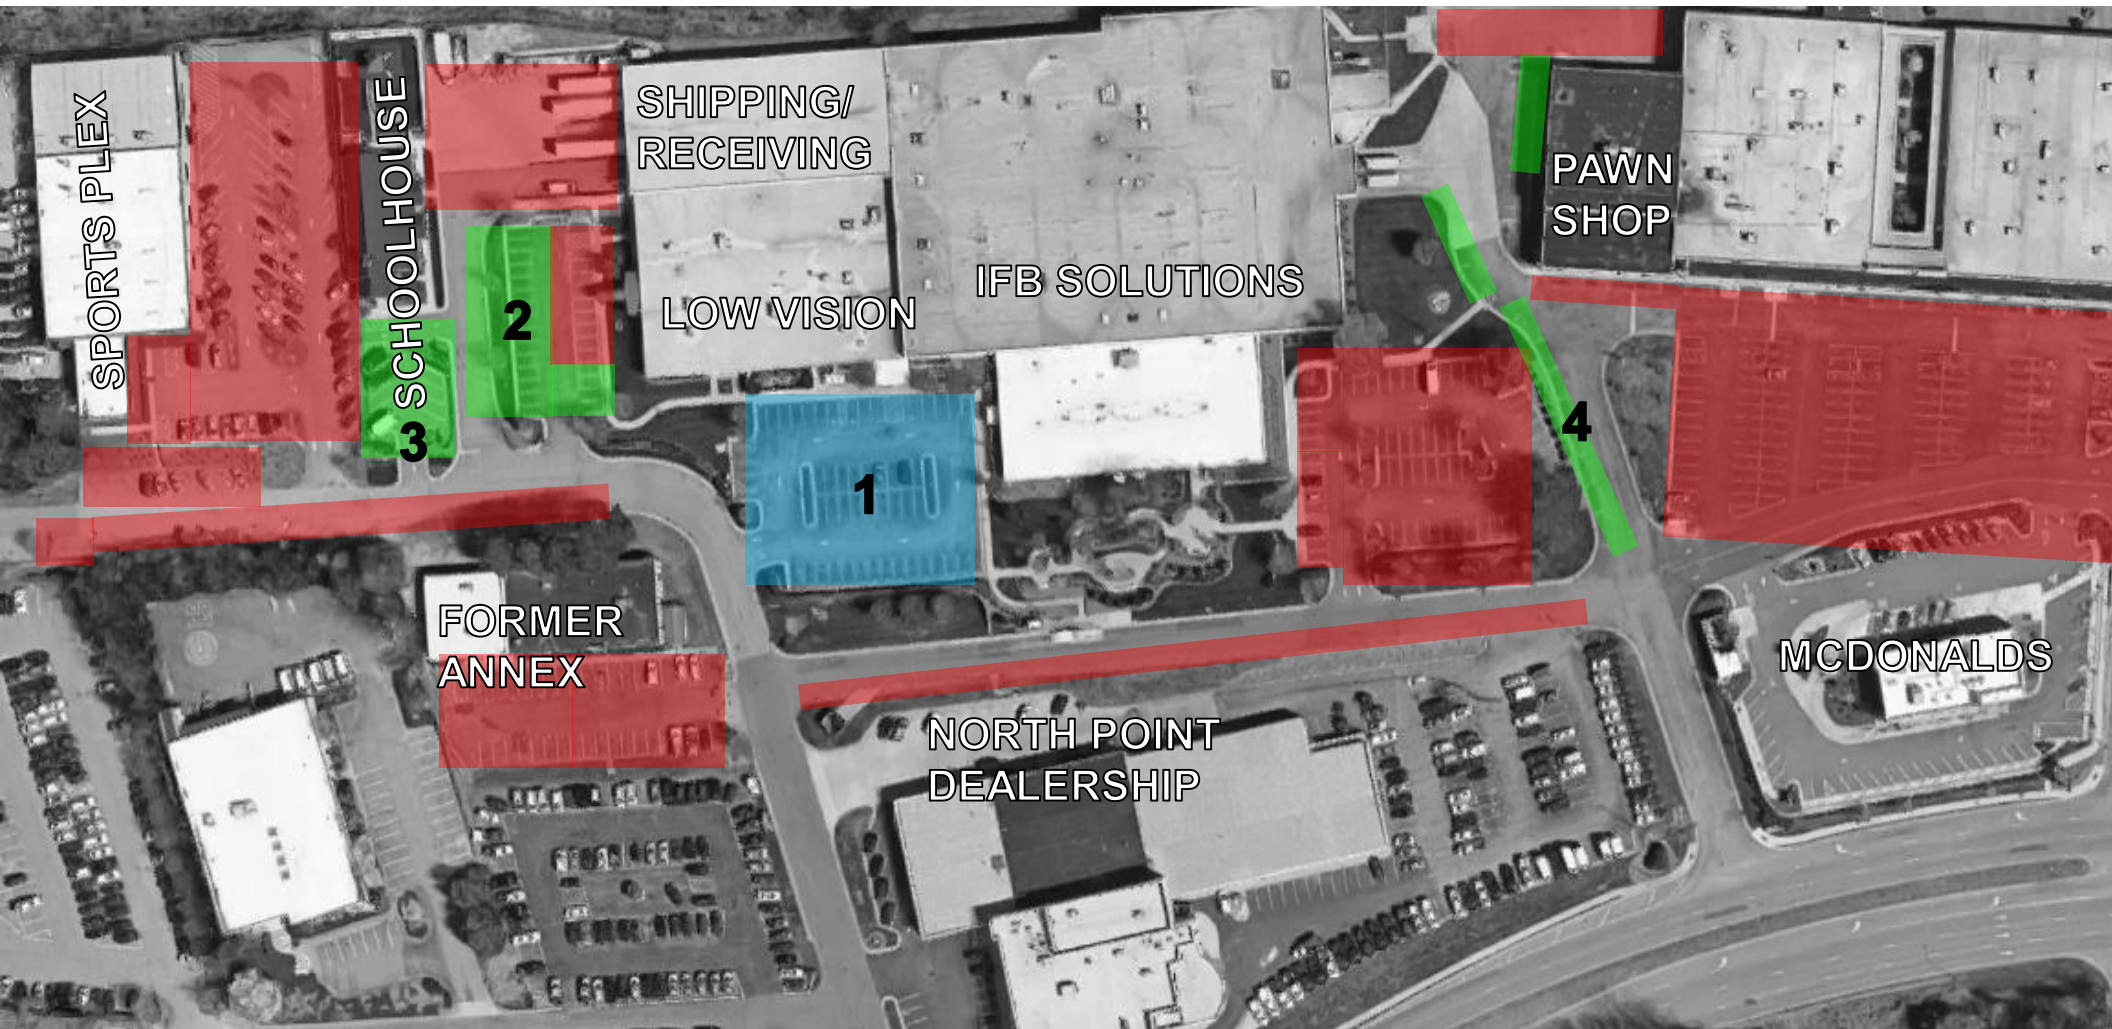 SPORTS PLEX
SCHOOLHOUSE
SHIPPING/
RECEIVING
LOW VISION
IFB SOLUTIONS
PAWN
SHOP
2
3
1
4
FORMER
ANNEX
NORTH POINT
DEALERSHIP
MCDONALDS